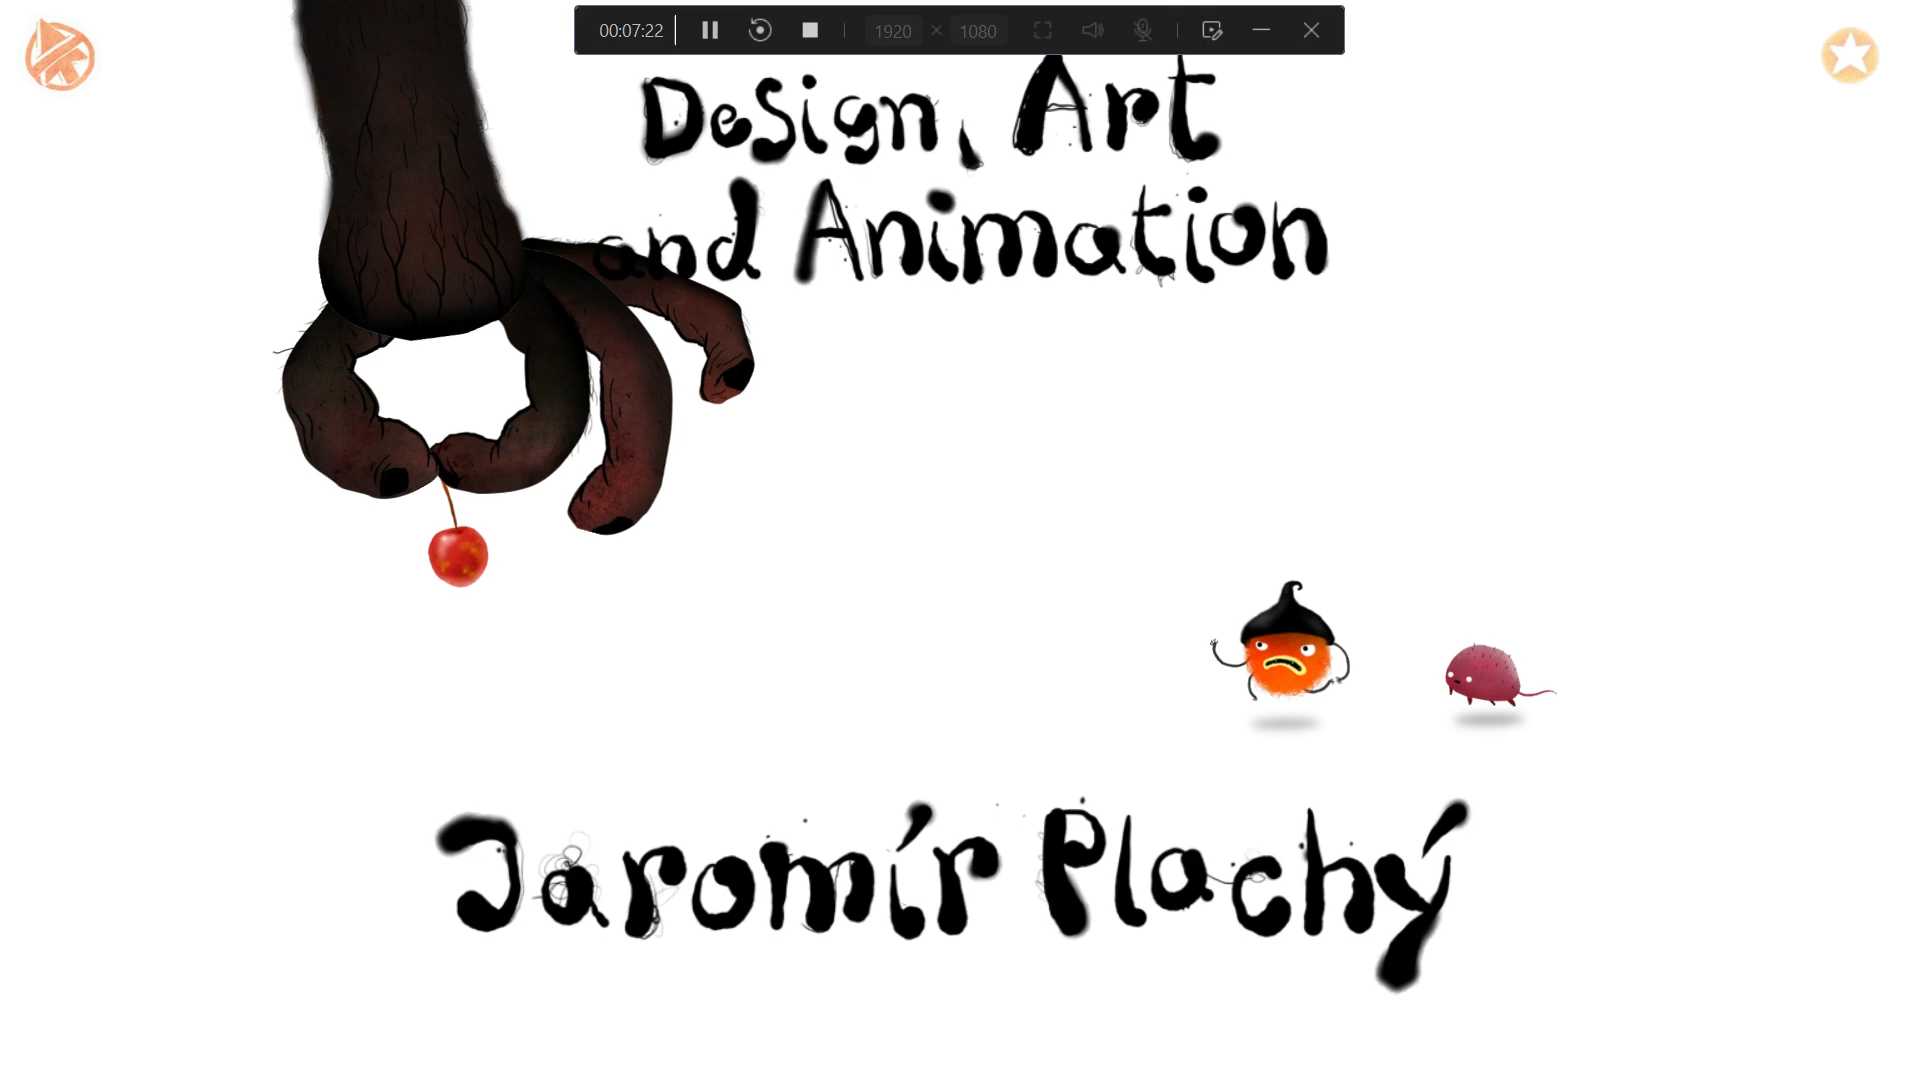 00:07:22 1920 × 1080
Design, Art
and Animation
Jaromír Plachý